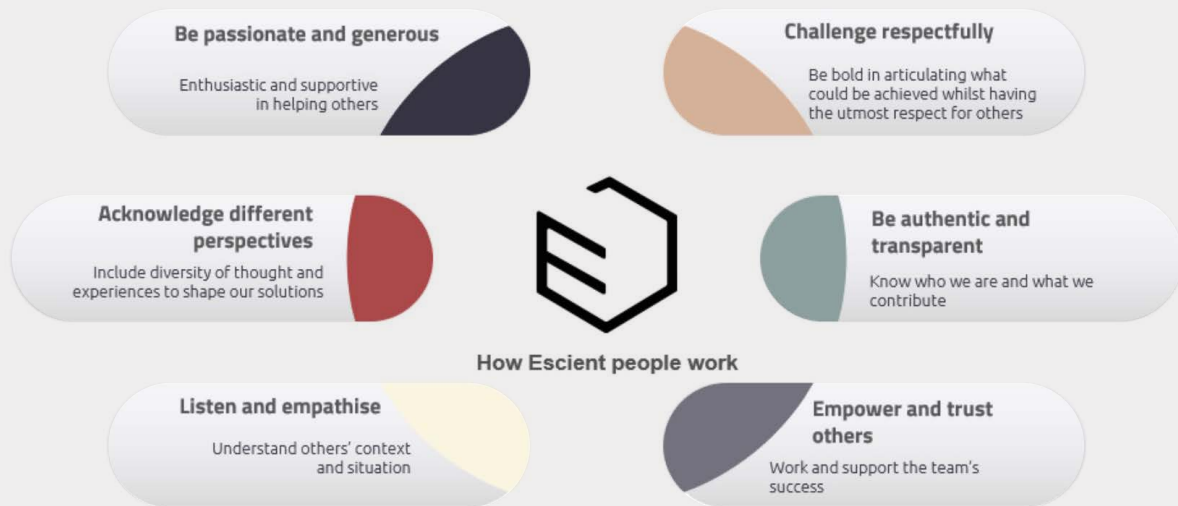 Be passionate and generous
Enthusiastic and supportive
in helping others
Challenge respectfully
Be bold in articulating what
could be achieved whilst having
the utmost respect for others
Acknowledge different
perspectives
Include diversity of thought and
experiences to shape our solutions
Be authentic and
transparent
Know who we are and what we
contribute
How Escient people work
Listen and empathise
Understand others’ context
and situation
Empower and trust
others
Work and support the team’s
success